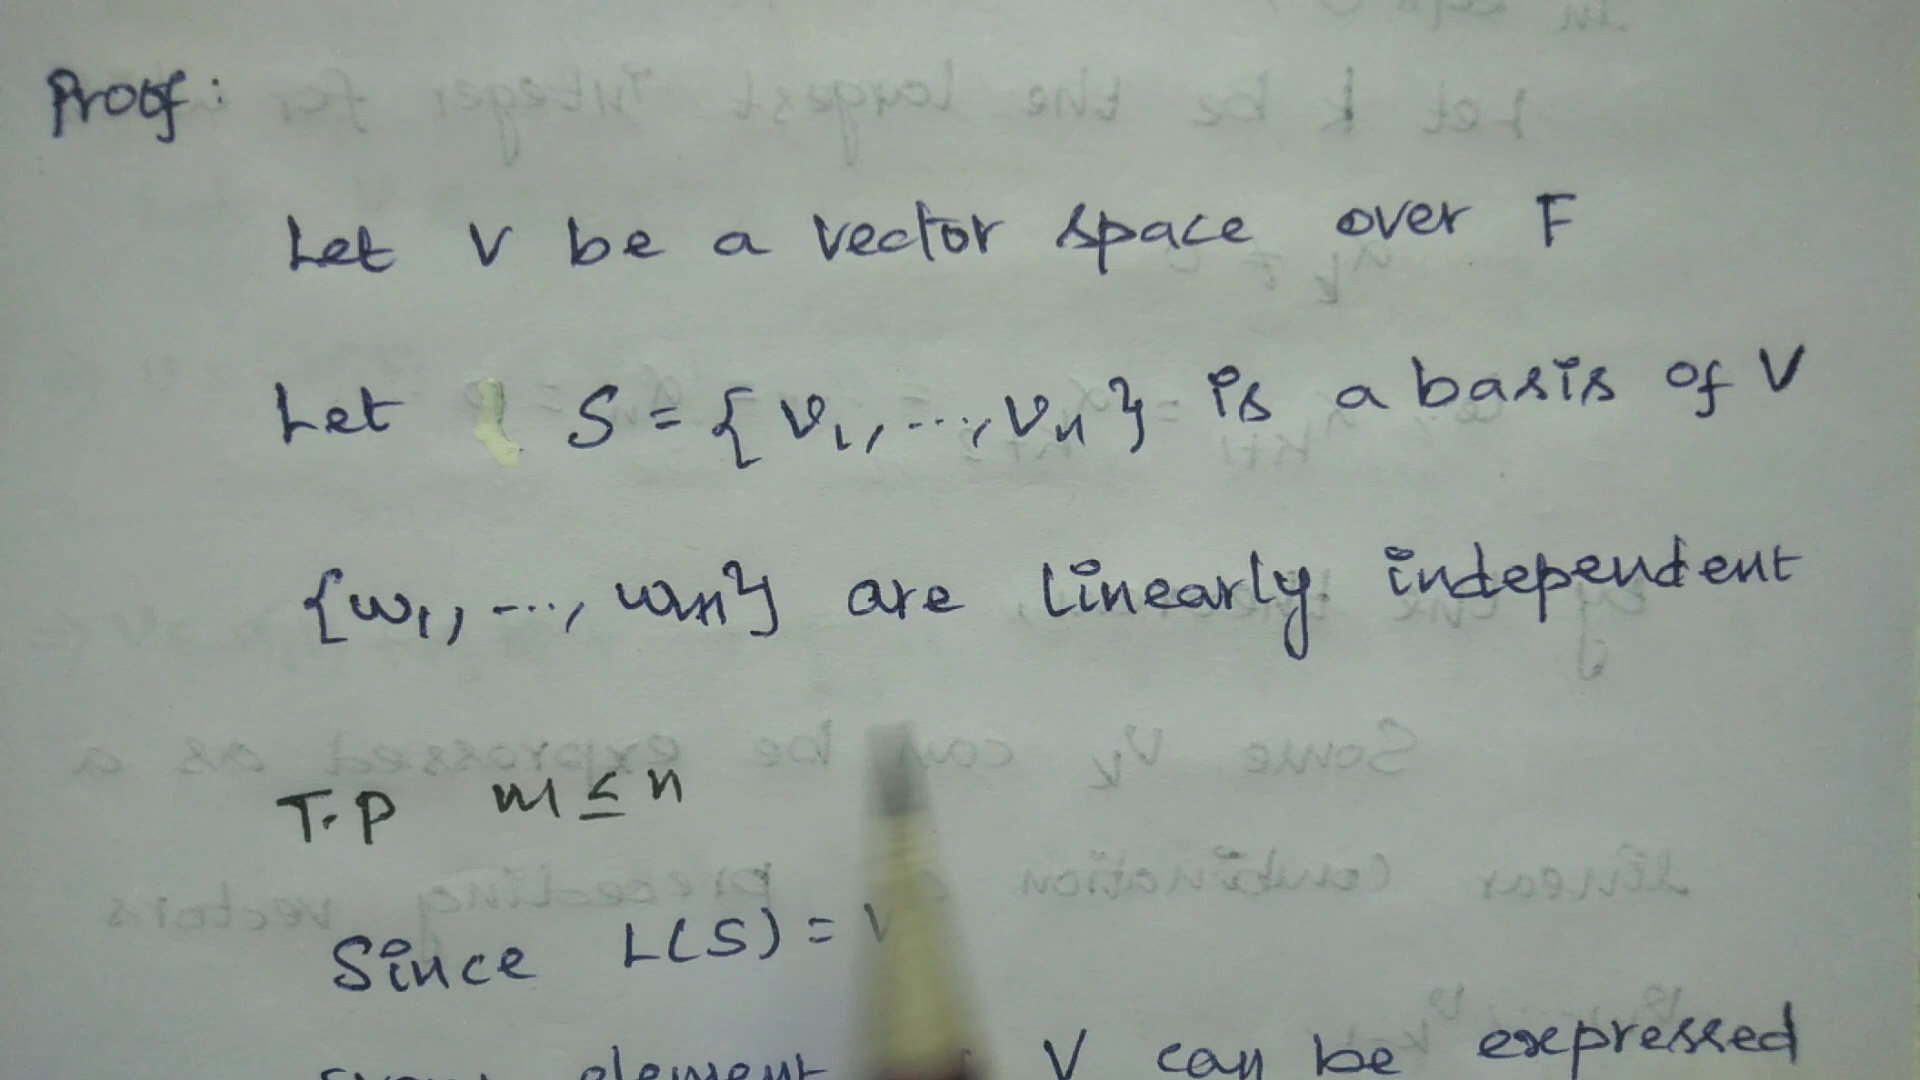 Proof:
Let V be a vector space over F
Let S = { v₁, ..., vₙ } is a basis of V
{w₁, ..., wₘ} are linearly independent
T.P m ≤ n
Since L(S) = V
element V can be expressed